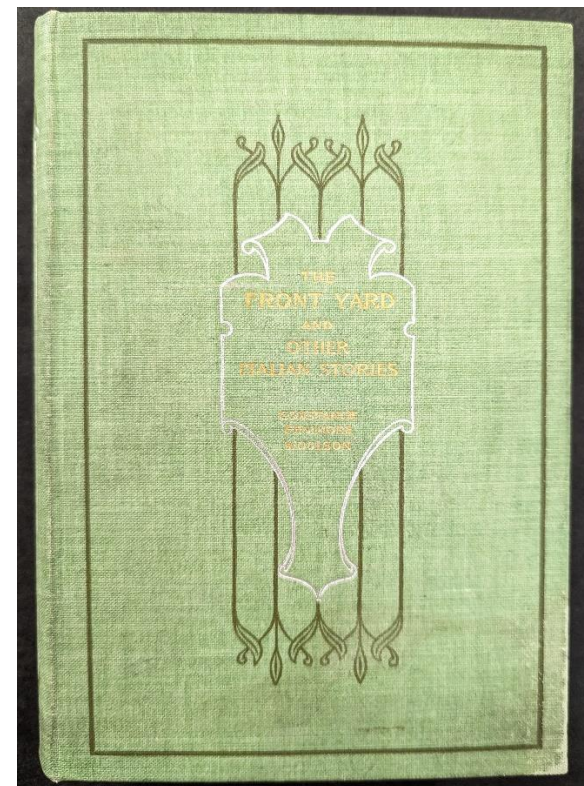 THE
FRONT YARD
AND
OTHER
ITALIAN STORIES
CONSTANCE
FENIMORE
WOOLSON